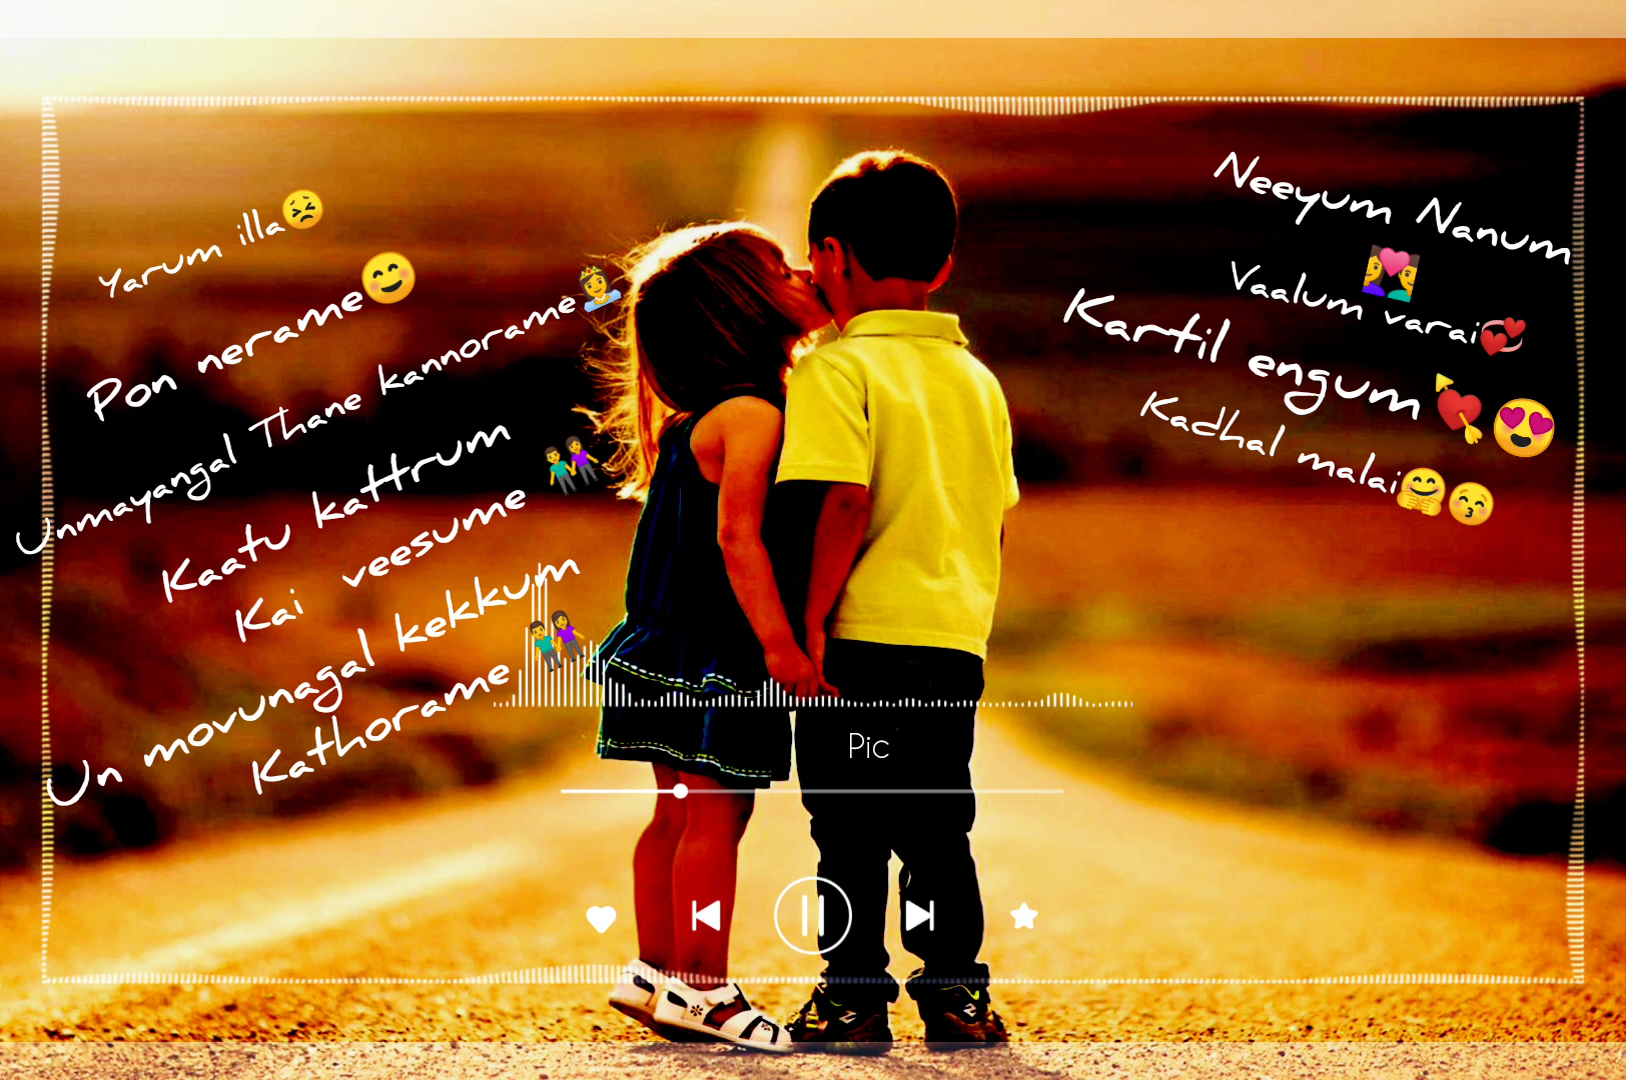 Yarum illa😣
Pon nerame😊
Unmayangal Thane kannorame👸
Kaatu kattrum
Kai veesume 👫
Un movunagal kekkum
Kathorame 👫
Neeyum Nanum
👩‍❤️‍👨
Vaalum varai💞
Kartil engum💘😍
Kadhal malai🤗😙
Pic